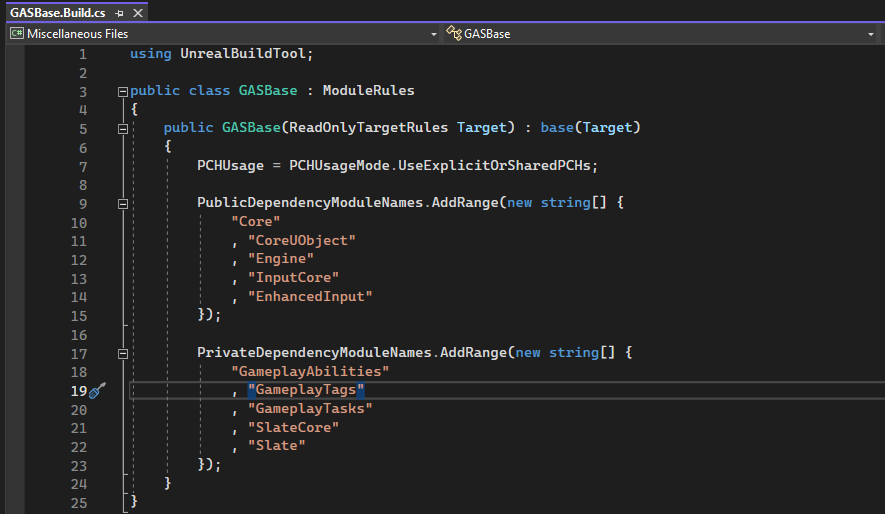 GASBase.Build.cs
C# Miscellaneous Files GASBase
1 using UnrealBuildTool;
2
3 public class GASBase : ModuleRules
4 {
5 public GASBase(ReadOnlyTargetRules Target) : base(Target)
6 {
7 PCHUsage = PCHUsageMode.UseExplicitOrSharedPCHs;
8
9 PublicDependencyModuleNames.AddRange(new string[] {
10 "Core"
11 , "CoreUObject"
12 , "Engine"
13 , "InputCore"
14 , "EnhancedInput"
15 });
16
17 PrivateDependencyModuleNames.AddRange(new string[] {
18 "GameplayAbilities"
19 , "GameplayTags"
20 , "GameplayTasks"
21 , "SlateCore"
22 , "Slate"
23 });
24 }
25 }